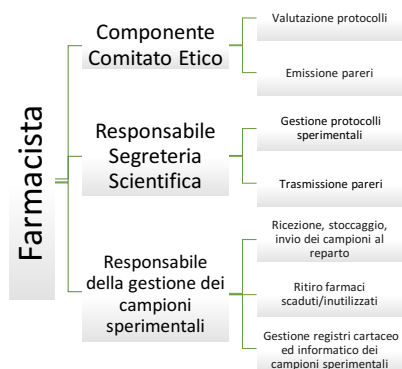 Farmacista
Componente
Comitato Etico
Valutazione protocolli
Emissione pareri
Responsabile
Segreteria
Scientifica
Gestione protocolli
sperimentali
Trasmissione pareri
Responsabile
della gestione dei
campioni
sperimentali
Ricezione, stoccaggio,
invio dei campioni al
reparto
Ritiro farmaci
scaduti/inutilizzati
Gestione registri cartaceo
ed informatico dei
campioni sperimentali